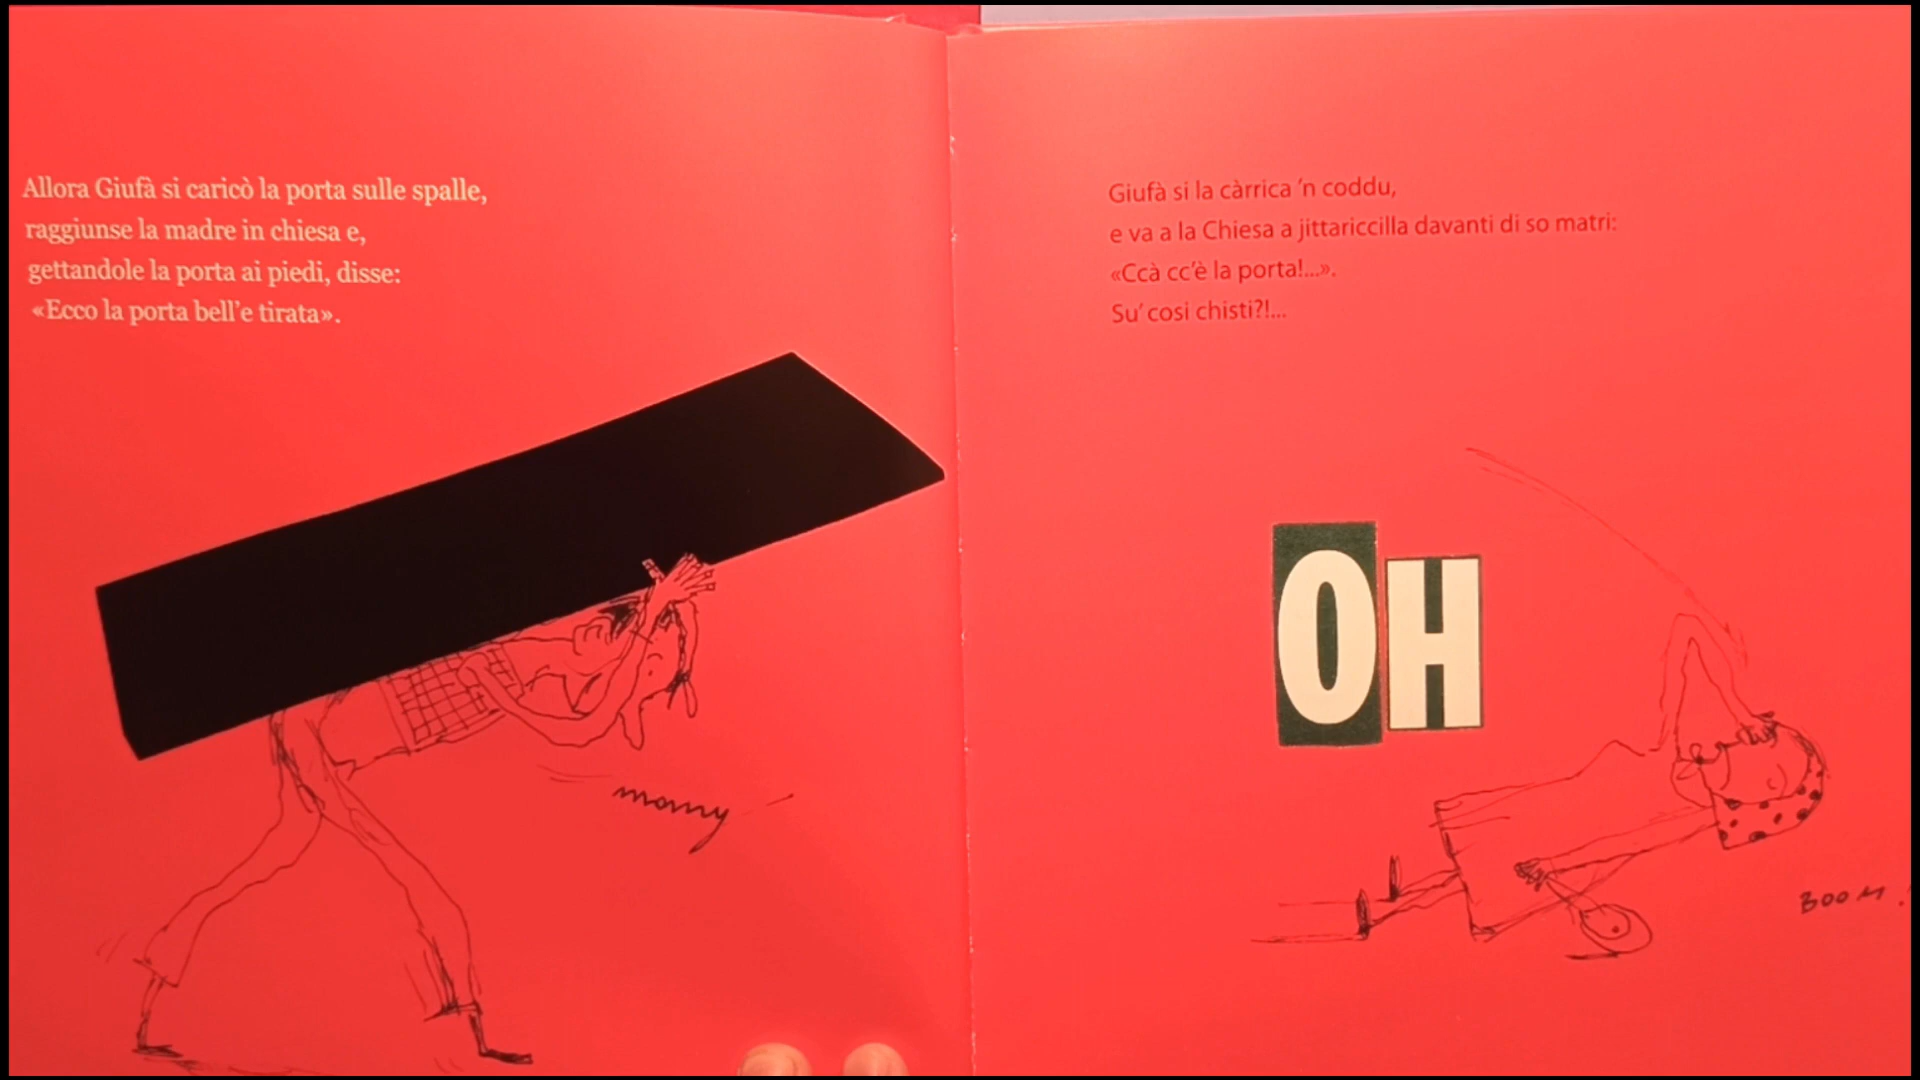 Allora Giufà si caricò la porta sulle spalle,
raggiunse la madre in chiesa e,
gettandole la porta ai piedi, disse:
«Ecco la porta bell'e tirata».
momy
Giufà si la càrrica 'n coddu,
e va a la Chiesa a jittariccilla davanti di so matri:
«Ccà cc'è la porta!...».
Su' cosi chisti?!...
OH
BOOM!